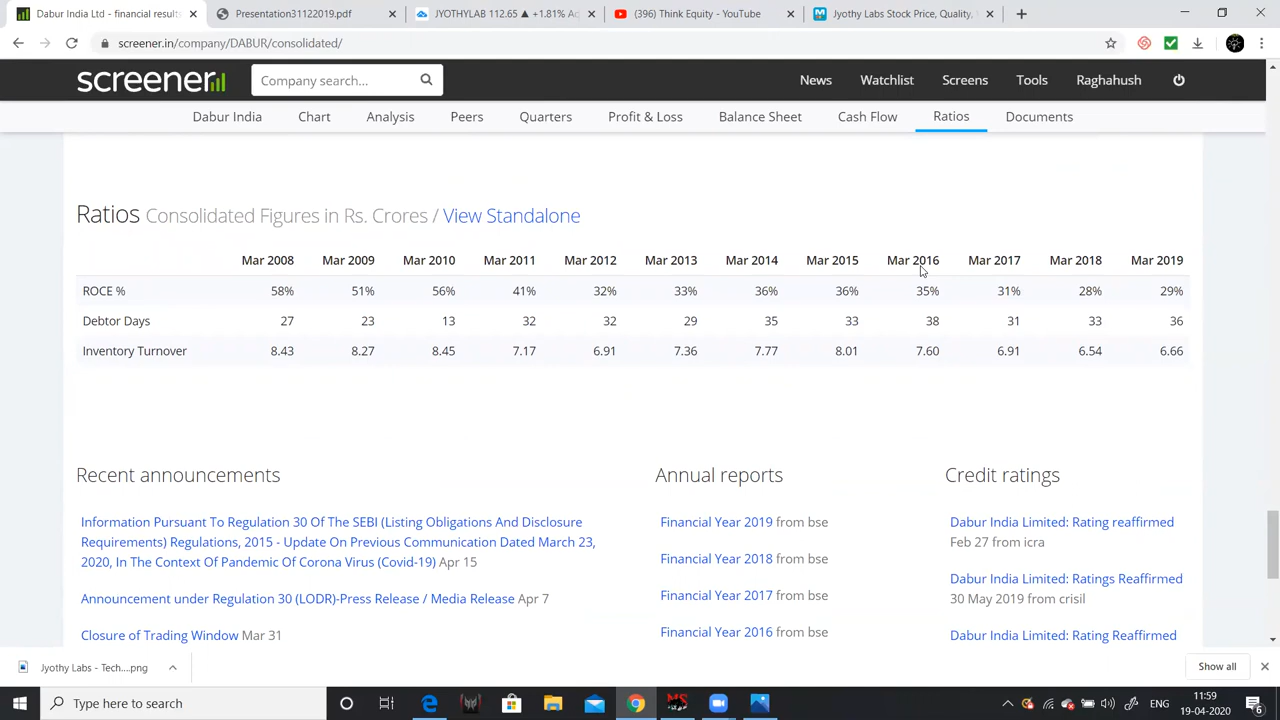 Dabur India Ltd - financial results
Presentation31122019.pdf
JYOTHYLAB 112.65 ▲ +1.81%
(396) Think Equity - YouTube
Jyothy Labs Stock Price, Quality,
screener.in/company/DABUR/consolidated/
screener
Company search...
News
Watchlist
Screens
Tools
Raghahush
Dabur India
Chart
Analysis
Peers
Quarters
Profit & Loss
Balance Sheet
Cash Flow
Ratios
Documents
Ratios Consolidated Figures in Rs. Crores / View Standalone
Mar 2008 Mar 2009 Mar 2010 Mar 2011 Mar 2012 Mar 2013 Mar 2014 Mar 2015 Mar 2016 Mar 2017 Mar 2018 Mar 2019
ROCE % 58% 51% 56% 41% 32% 33% 36% 36% 35% 31% 28% 29%
Debtor Days 27 23 13 32 32 29 35 33 38 31 33 36
Inventory Turnover 8.43 8.27 8.45 7.17 6.91 7.36 7.77 8.01 7.60 6.91 6.54 6.66
Recent announcements
Information Pursuant To Regulation 30 Of The SEBI (Listing Obligations And Disclosure
Requirements) Regulations, 2015 - Update On Previous Communication Dated March 23,
2020, In The Context Of Pandemic Of Corona Virus (Covid-19) Apr 15
Announcement under Regulation 30 (LODR)-Press Release / Media Release Apr 7
Closure of Trading Window Mar 31
Annual reports
Financial Year 2019 from bse
Financial Year 2018 from bse
Financial Year 2017 from bse
Financial Year 2016 from bse
Credit ratings
Dabur India Limited: Rating reaffirmed
Feb 27 from icra
Dabur India Limited: Ratings Reaffirmed
30 May 2019 from crisil
Dabur India Limited: Rating Reaffirmed
Jyothy Labs - Tech....png
Show all
Type here to search
ENG
11:59
19-04-2020
6